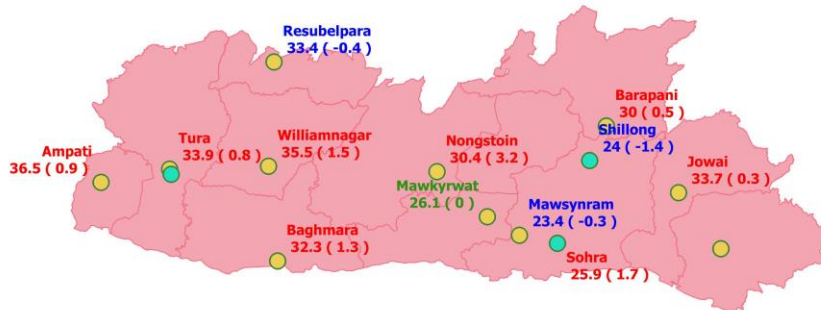 Resubelpara
33.4 ( -0.4 )
Barapani
30 ( 0.5 )
Shillong
24 ( -1.4 )
Ampati
36.5 ( 0.9 )
Tura
33.9 ( 0.8 )
Williamnagar
35.5 ( 1.5 )
Nongstoin
30.4 ( 3.2 )
Jowai
33.7 ( 0.3 )
Mawkyrwat
26.1 ( 0 )
Mawsynram
23.4 ( -0.3 )
Baghmara
32.3 ( 1.3 )
Sohra
25.9 ( 1.7 )